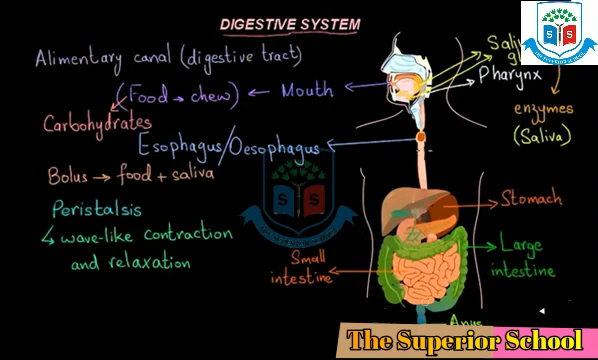 DIGESTIVE SYSTEM
Alimentary canal (digestive tract)
(Food → chew) ← Mouth
Carbohydrates
Esophagus/Oesophagus
Bolus → food + saliva
Peristalsis
↳ wave-like contraction
and relaxation
Pharynx
enzymes
(Saliva)
Stomach
Large
intestine
Small
intestine
Anus
S S
The Superior School